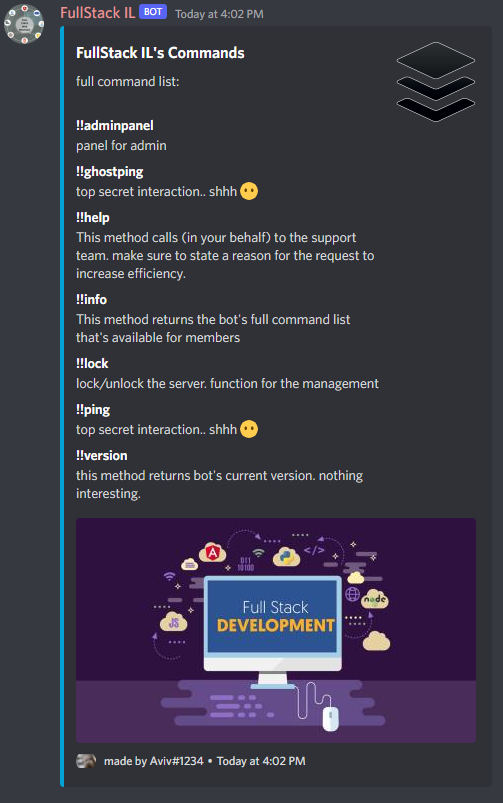 FullStack IL BOT Today at 4:02 PM
FullStack IL's Commands
full command list:
!!adminpanel
panel for admin
!!ghostping
top secret interaction.. shhh 😶
!!help
This method calls (in your behalf) to the support
team. make sure to state a reason for the request to
increase efficiency.
!!info
This method returns the bot's full command list
that's available for members
!!lock
lock/unlock the server. function for the management
!!ping
top secret interaction.. shhh 😶
!!version
this method returns bot's current version. nothing
interesting.
011
10100
</>
JS
node
Full Stack
DEVELOPMENT
made by Aviv#1234 • Today at 4:02 PM